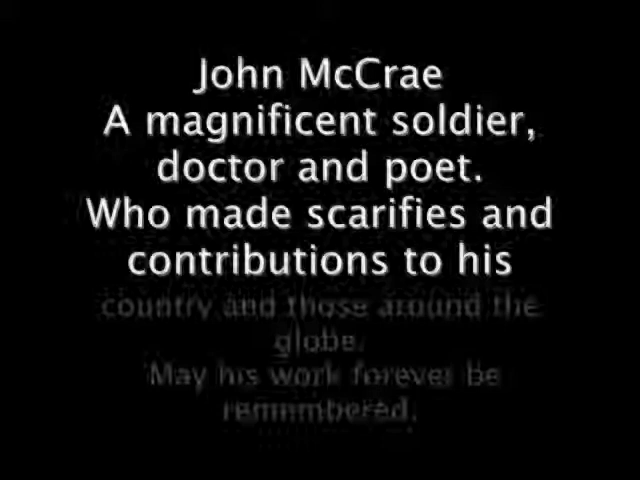 John McCrae
A magnificent soldier,
doctor and poet.
Who made scarifies and
contributions to his
country and those around the
globe.
May his work forever be
remembered.